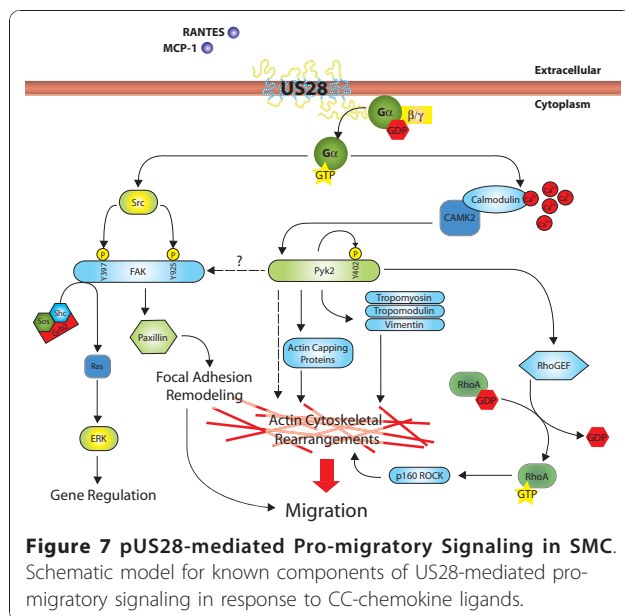 RANTES
MCP-1
Extracellular
US28
Cytoplasm
Gα
β/γ
GDP
Gα
GTP
Src
Calmodulin
CAMK2
Ca²⁺
Ca²⁺
Ca²⁺
Ca²⁺
Ca²⁺
P
P
P
Y397
FAK
Y925
?
Pyk2
Y402
Sos
Shc
Grb2
Paxillin
Tropomyosin
Tropomodulin
Vimentin
Actin Capping
Proteins
RhoGEF
Ras
Focal Adhesion
Remodeling
RhoA
GDP
Actin Cytoskeletal
Rearrangements
GDP
ERK
p160 ROCK
RhoA
GTP
Gene Regulation
Migration
Figure 7 pUS28-mediated Pro-migratory Signaling in SMC.
Schematic model for known components of US28-mediated pro-
migratory signaling in response to CC-chemokine ligands.